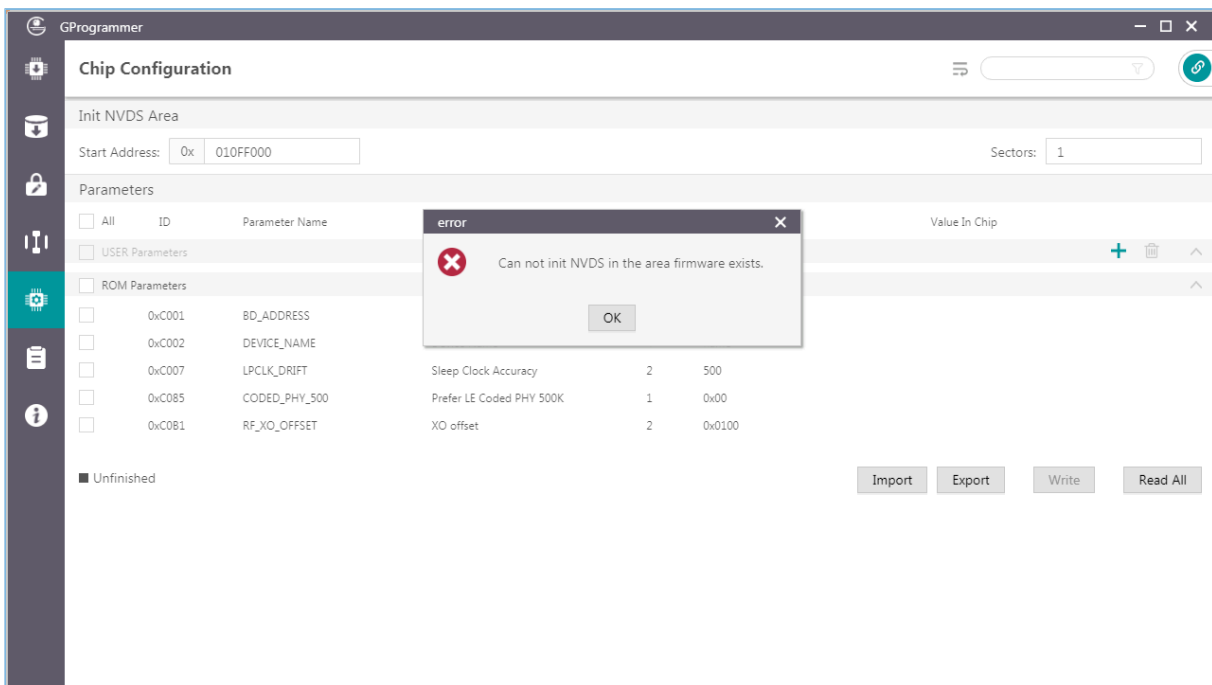 GProgrammer
Chip Configuration
Init NVDS Area
Start Address: 0x 010FF000 Sectors: 1
Parameters
All ID Parameter Name Value In Chip
USER Parameters
ROM Parameters
error
Can not init NVDS in the area firmware exists.
OK
0xC001 BD_ADDRESS
0xC002 DEVICE_NAME
0xC007 LPCLK_DRIFT Sleep Clock Accuracy 2 500
0xC085 CODED_PHY_500 Prefer LE Coded PHY 500K 1 0x00
0xC0B1 RF_XO_OFFSET XO offset 2 0x0100
Unfinished Import Export Write Read All